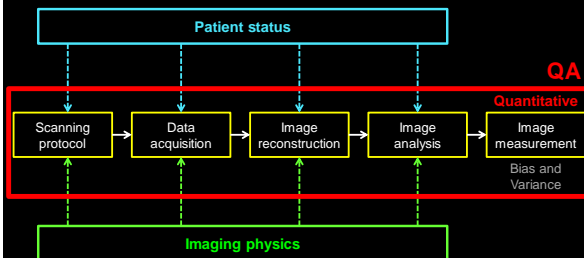 Patient status
QA
Quantitative
Scanning
protocol
Data
acquisition
Image
reconstruction
Image
analysis
Image
measurement
Bias and
Variance
Imaging physics